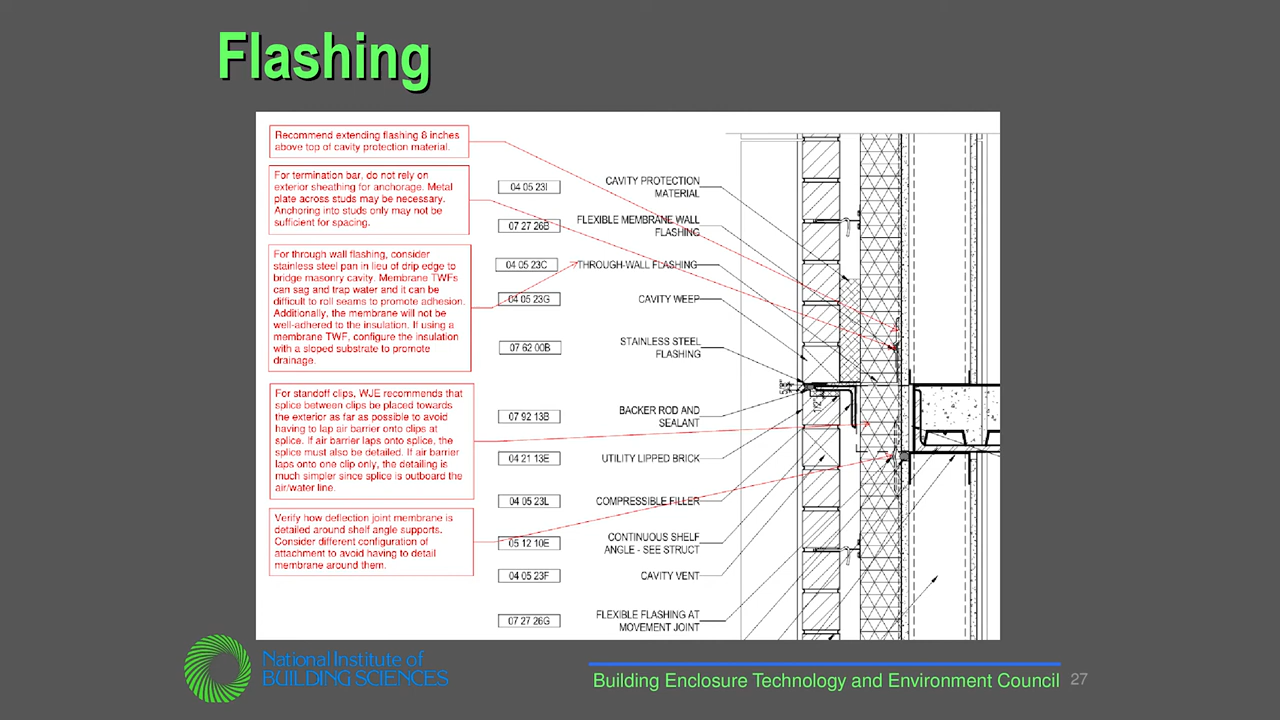 Flashing
Recommend extending flashing 8 inches
above top of cavity protection material.
For termination bar, do not rely on
exterior sheathing for anchorage. Metal
plate across studs may be necessary.
Anchoring into studs only may not be
sufficient for spacing.
For through wall flashing, consider
stainless steel pan in lieu of drip edge to
bridge masonry cavity. Membrane TWFs
can sag and trap water and it can be
difficult to roll seams to promote adhesion.
Additionally, the membrane will not be
well-adhered to the insulation. If using a
membrane TWF, configure the insulation
with a sloped substrate to promote
drainage.
For standoff clips, WJE recommends that
splice between clips be placed towards
the exterior as far as possible to avoid
having to lap air barrier onto clips at
splice. If air barrier laps onto splice, the
splice must also be detailed. If air barrier
laps onto one clip only, the detailing is
much simpler since splice is outboard the
air/water line.
Verify how deflection joint membrane is
detailed around shelf angle supports.
Consider different configuration of
attachment to avoid having to detail
membrane around them.
04 05 23I
CAVITY PROTECTION
MATERIAL
07 27 26B
FLEXIBLE MEMBRANE WALL
FLASHING
04 05 23C
THROUGH-WALL FLASHING
04 05 23G
CAVITY WEEP
07 62 00B
STAINLESS STEEL
FLASHING
07 92 13B
BACKER ROD AND
SEALANT
04 21 13E
UTILITY LIPPED BRICK
04 05 23L
COMPRESSIBLE FILLER
05 12 10E
CONTINUOUS SHELF
ANGLE - SEE STRUCT
04 05 23F
CAVITY VENT
07 27 26G
FLEXIBLE FLASHING AT
MOVEMENT JOINT
1/2"
National Institute of
BUILDING SCIENCES
Building Enclosure Technology and Environment Council
27